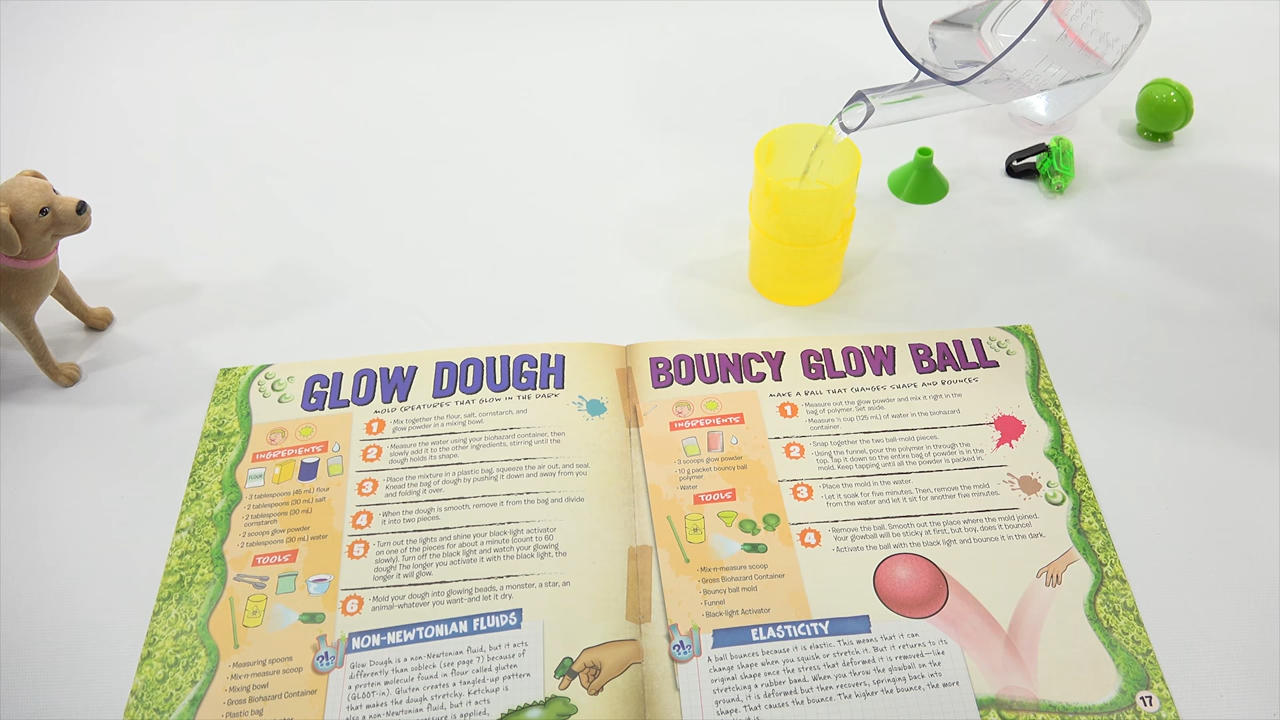 GLOW DOUGH
MOLD CREATURES THAT GLOW IN THE DARK
INGREDIENTS
• 3 tablespoons (45 mL) flour
• 2 tablespoons (30 mL) salt
• 2 tablespoons (30 mL)
cornstarch
• 2 scoops glow powder
• 2 tablespoons (30 mL) water
TOOLS
• Measuring spoons
• Mix-n-measure scoop
• Mixing bowl
• Gross Biohazard Container
• Plastic bag
1
• Mix together the flour, salt, cornstarch, and
glow powder in a mixing bowl.
2
• Measure the water using your biohazard container, then
slowly add it to the other ingredients, stirring until the
dough holds its shape.
3
• Place the mixture in a plastic bag, squeeze the air out, and seal.
Knead the bag of dough by pushing it down and away from you
and folding it over.
4
• When the dough is smooth, remove it from the bag and divide
it into two pieces.
5
• Turn out the lights and shine your black-light activator
on one of the pieces for about a minute (count to 60
slowly). Turn off the black light and watch your glowing
dough! The longer you activate it with the black light, the
longer it will glow.
6
• Mold your dough into glowing beads, a monster, a star, an
animal–whatever you want–and let it dry.
NON-NEWTONIAN FLUIDS
Glow Dough is a non-Newtonian fluid, but it acts
differently than oobleck (see page 7) because of
a protein molecule found in flour called gluten
(GLOOT-in). Gluten creates a tangled-up pattern
that makes the dough stretchy. Ketchup is
also a non-Newtonian fluid, but it acts
BOUNCY GLOW BALL
MAKE A BALL THAT CHANGES SHAPE AND BOUNCES
INGREDIENTS
• 3 scoops glow powder
• 10 g packet bouncy ball
polymer
• Water
TOOLS
• Mix-n-measure scoop
• Gross Biohazard Container
• Bouncy ball mold
• Funnel
• Black-light Activator
1
• Measure out the glow powder and mix it right in the
bag of polymer. Set aside.
• Measure ½ cup (125 mL) of water in the biohazard
container.
2
• Snap together the two ball-mold pieces.
• Using the funnel, pour the polymer in through the
top. Tap it down so the entire bag of powder is in the
mold. Keep tapping until all the powder is packed in.
3
• Place the mold in the water.
• Let it soak for five minutes. Then, remove the mold
from the water and let it sit for another five minutes.
4
• Remove the ball. Smooth out the place where the mold joined.
Your glowball will be sticky at first, but boy, does it bounce!
• Activate the ball with the black light and bounce it in the dark.
ELASTICITY
A ball bounces because it is elastic. This means that it can
change shape when you squish or stretch it. But it returns to its
original shape once the stress that deformed it is removed—like
stretching a rubber band. When you throw the glowball on the
ground, it is deformed but then recovers, springing back into
shape. That causes the bounce. The higher the bounce, the more
17